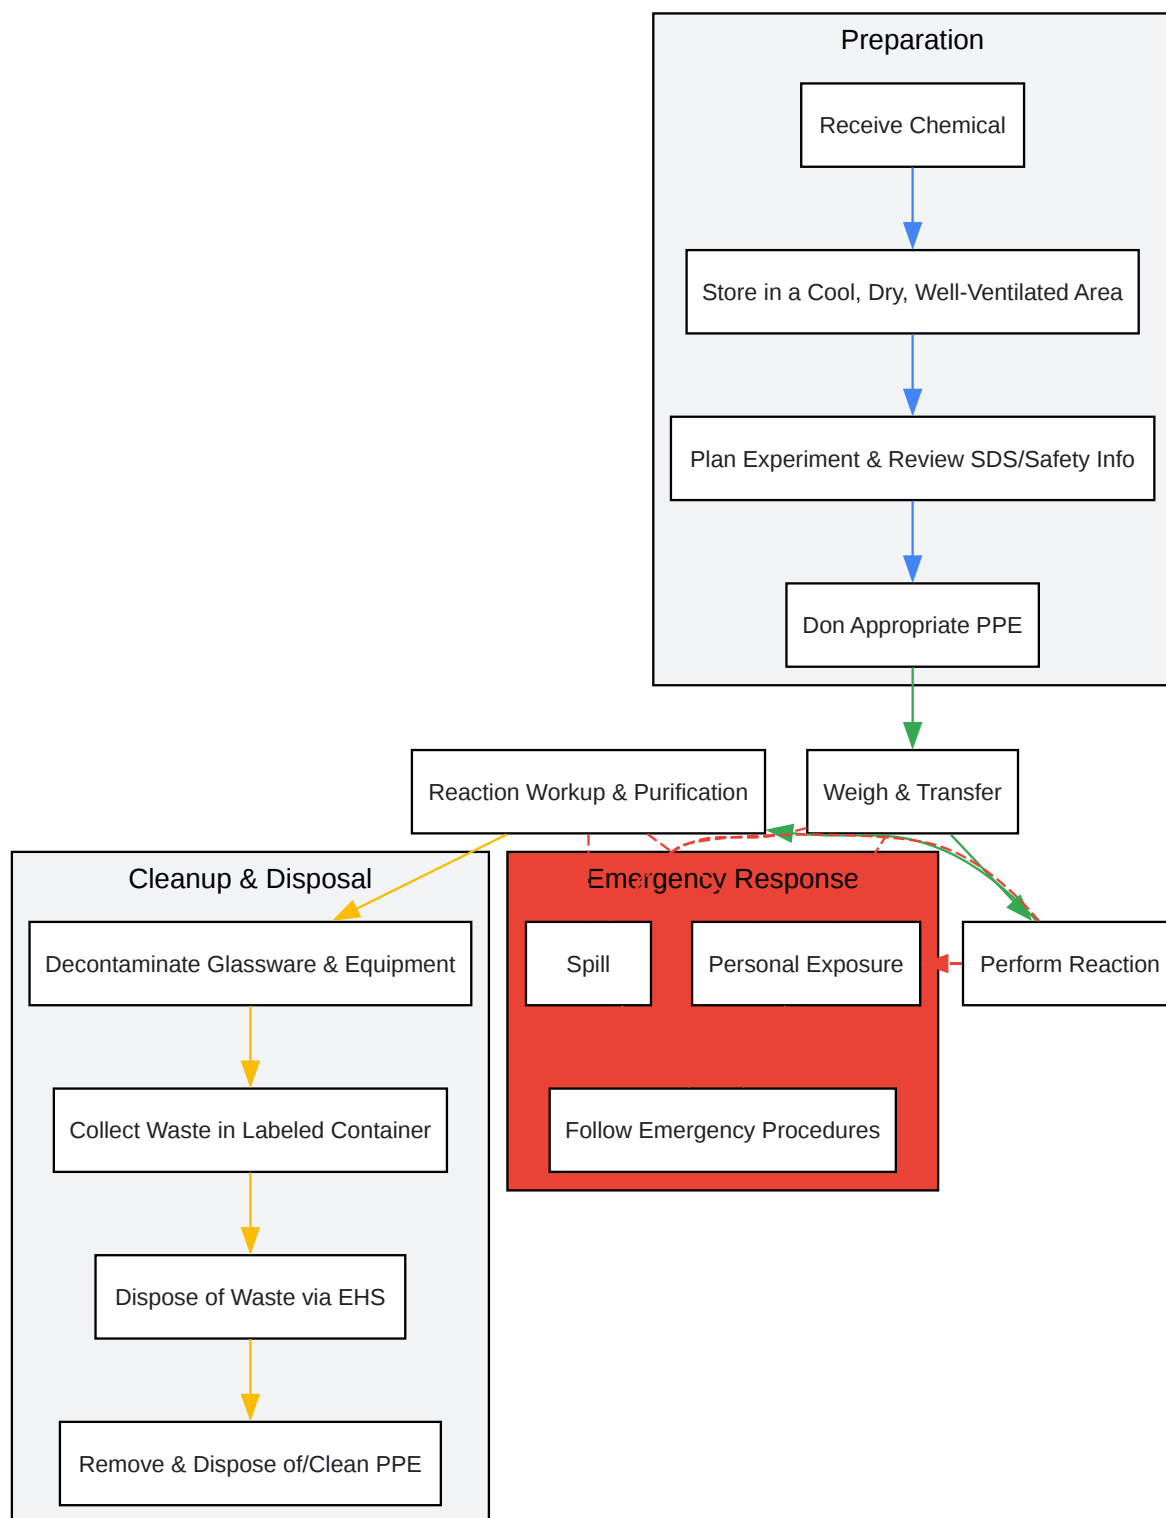 Preparation
Receive Chemical
Store in a Cool, Dry, Well-Ventilated Area
Plan Experiment & Review SDS/Safety Info
Don Appropriate PPE
Reaction Workup & Purification
Weigh & Transfer
Cleanup & Disposal
Emergency Response
Decontaminate Glassware & Equipment
Spill
Personal Exposure
Perform Reaction
Collect Waste in Labeled Container
Follow Emergency Procedures
Dispose of Waste via EHS
Remove & Dispose of/Clean PPE